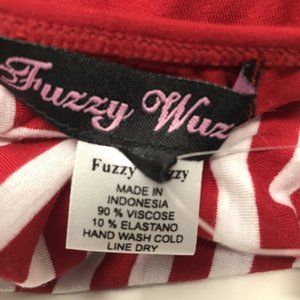 Fuzzy Wuz
Fuzzy zzy
MADE IN
INDONESIA
90 % VISCOSE
10 % ELASTANO
HAND WASH COLD
LINE DRY